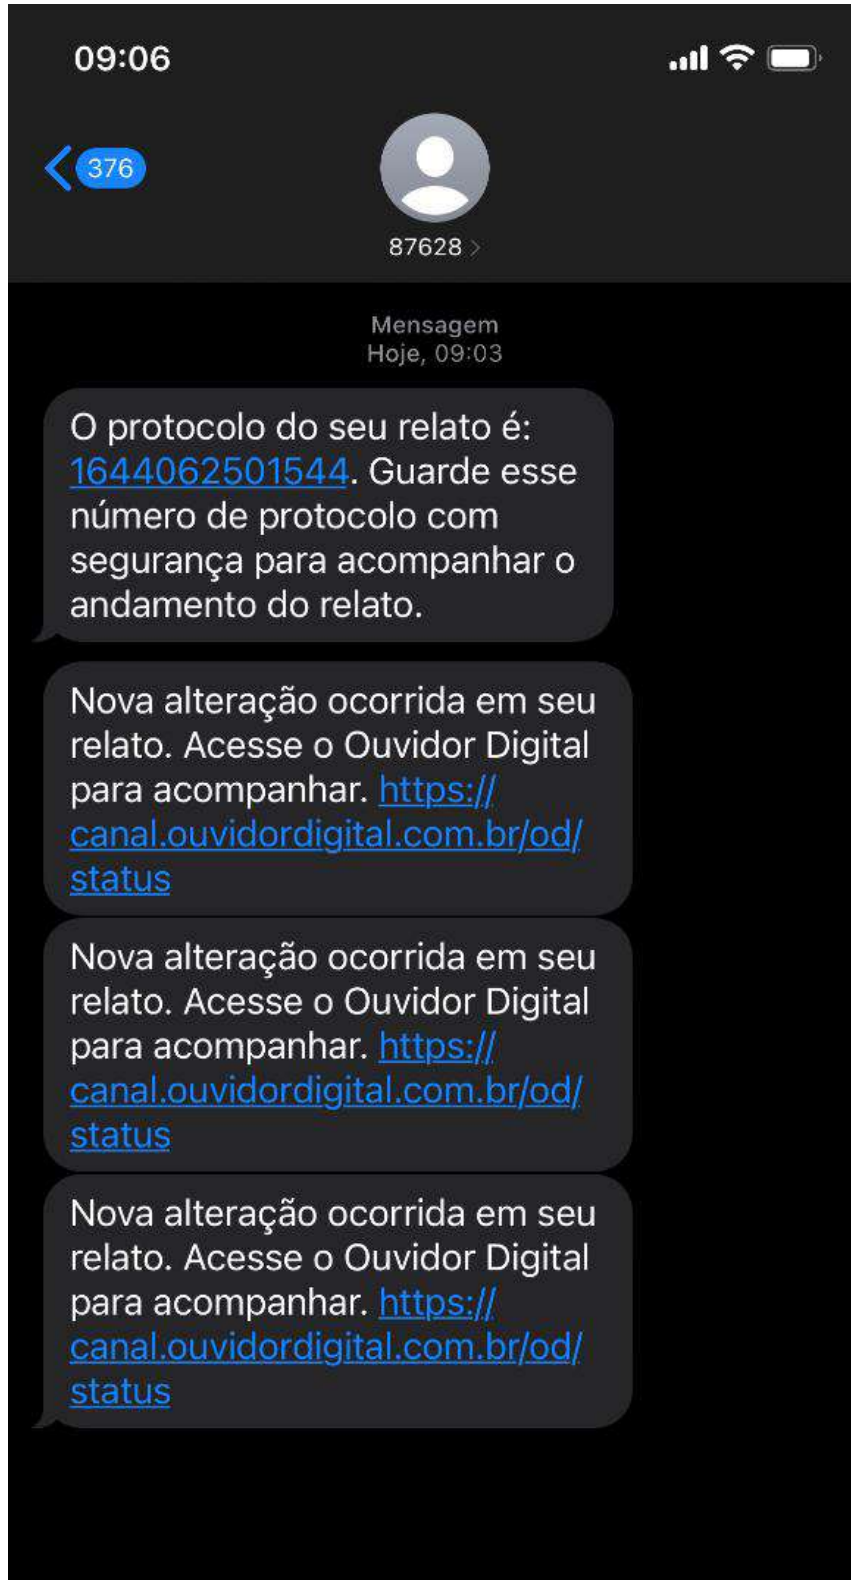 09:06
376
87628
Mensagem
Hoje, 09:03
O protocolo do seu relato é:
1644062501544. Guarde esse
número de protocolo com
segurança para acompanhar o
andamento do relato.
Nova alteração ocorrida em seu
relato. Acesse o Ouvidor Digital
para acompanhar. https://
canal.ouvidordigital.com.br/od/
status
Nova alteração ocorrida em seu
relato. Acesse o Ouvidor Digital
para acompanhar. https://
canal.ouvidordigital.com.br/od/
status
Nova alteração ocorrida em seu
relato. Acesse o Ouvidor Digital
para acompanhar. https://
canal.ouvidordigital.com.br/od/
status